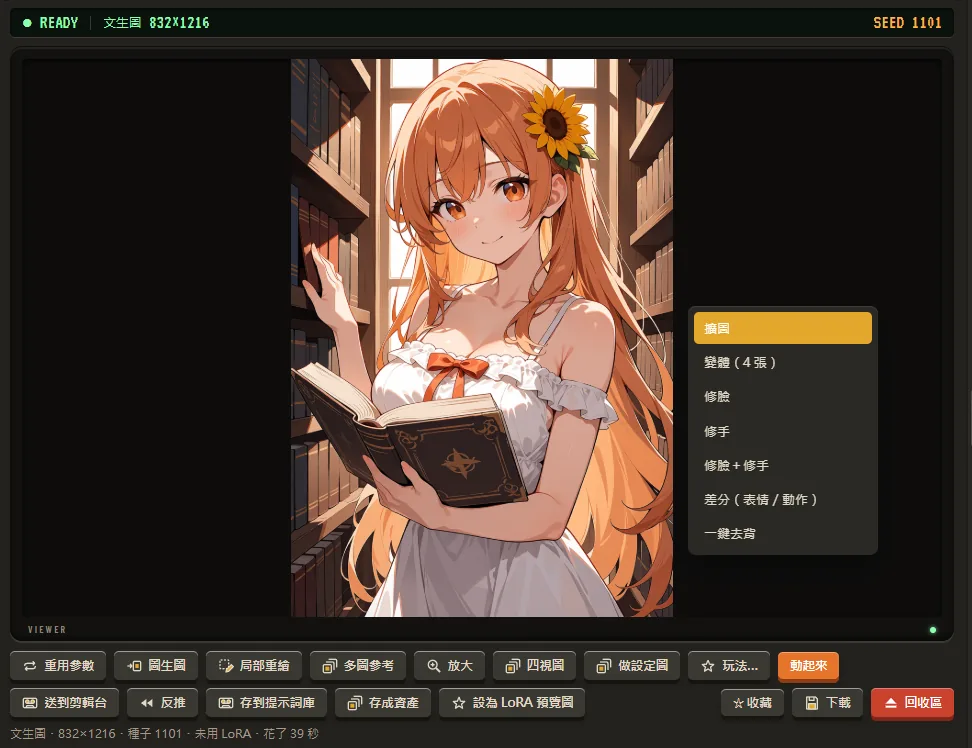 READY
文生圖 832×1216
SEED 1101
擴圖
變體（4 張）
修臉
修手
修臉＋修手
差分（表情 / 動作）
一鍵去背
VIEWER
重用參數
圖生圖
局部重繪
多圖參考
放大
四視圖
做設定圖
玩法...
動起來
送到剪輯台
反推
存到提示詞庫
存成資產
設為 LoRA 預覽圖
收藏
下載
回收區
文生圖 · 832×1216 · 種子 1101 · 未用 LoRA · 花了 39 秒